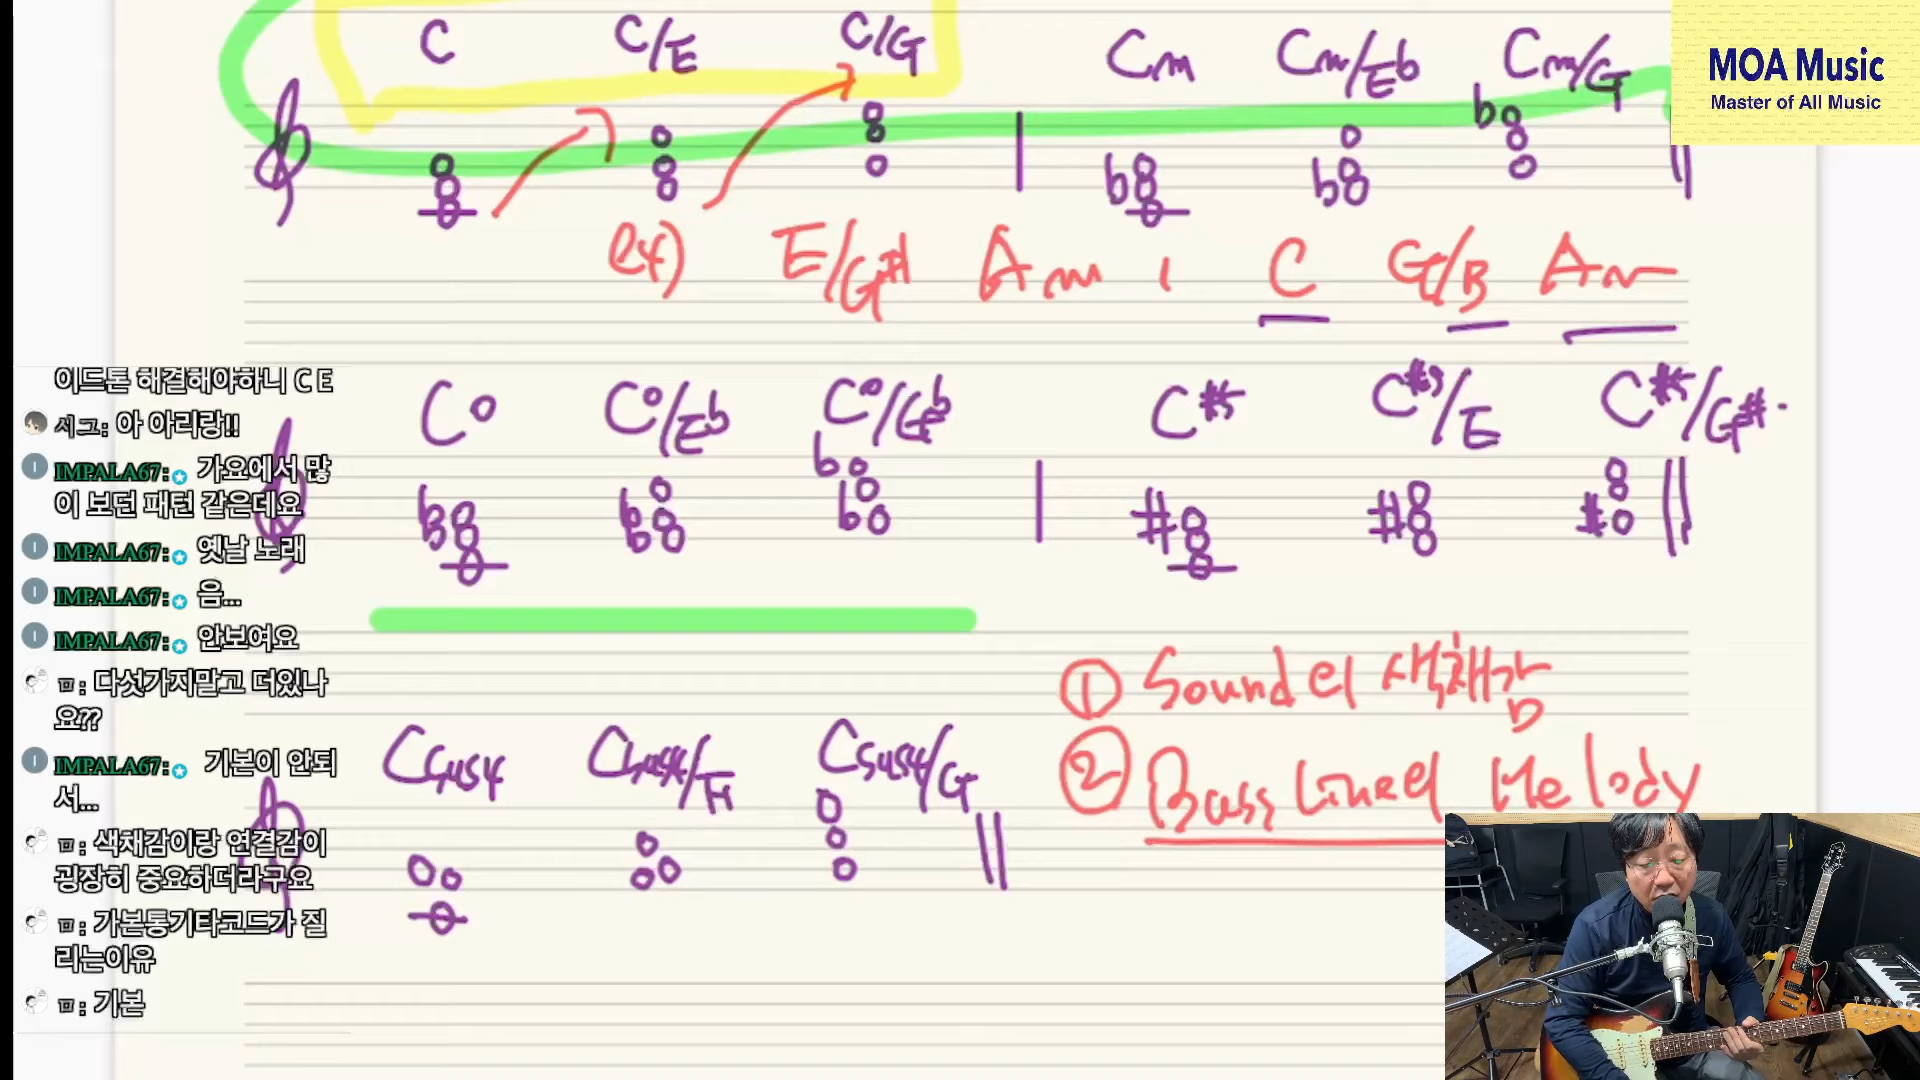 C C/E C/G Cm Cm/Eb Cm/G
MOA Music
Master of All Music
E/G# Am , C G/B Am
C° C°/Eb C°/Gb C#5 C#5/E C#5/G#
① Sound의 색채감
② Bass Line의 Melody
Csus4 Csus4/F Csus4/G
이드톤 해결해야하니 C E
시그: 아 아리랑!!
IMPALA67: 가요에서 많
이 보던 패턴 같은데요
IMPALA67: 옛날 노래
IMPALA67: 음...
IMPALA67: 안보여요
ㅁ: 다섯가지말고 더있나
요??
IMPALA67: 기본이 안되
서...
ㅁ: 색채감이랑 연결감이
굉장히 중요하더라구요
ㅁ: 가본통기타코드가 질
리는이유
ㅁ: 기본